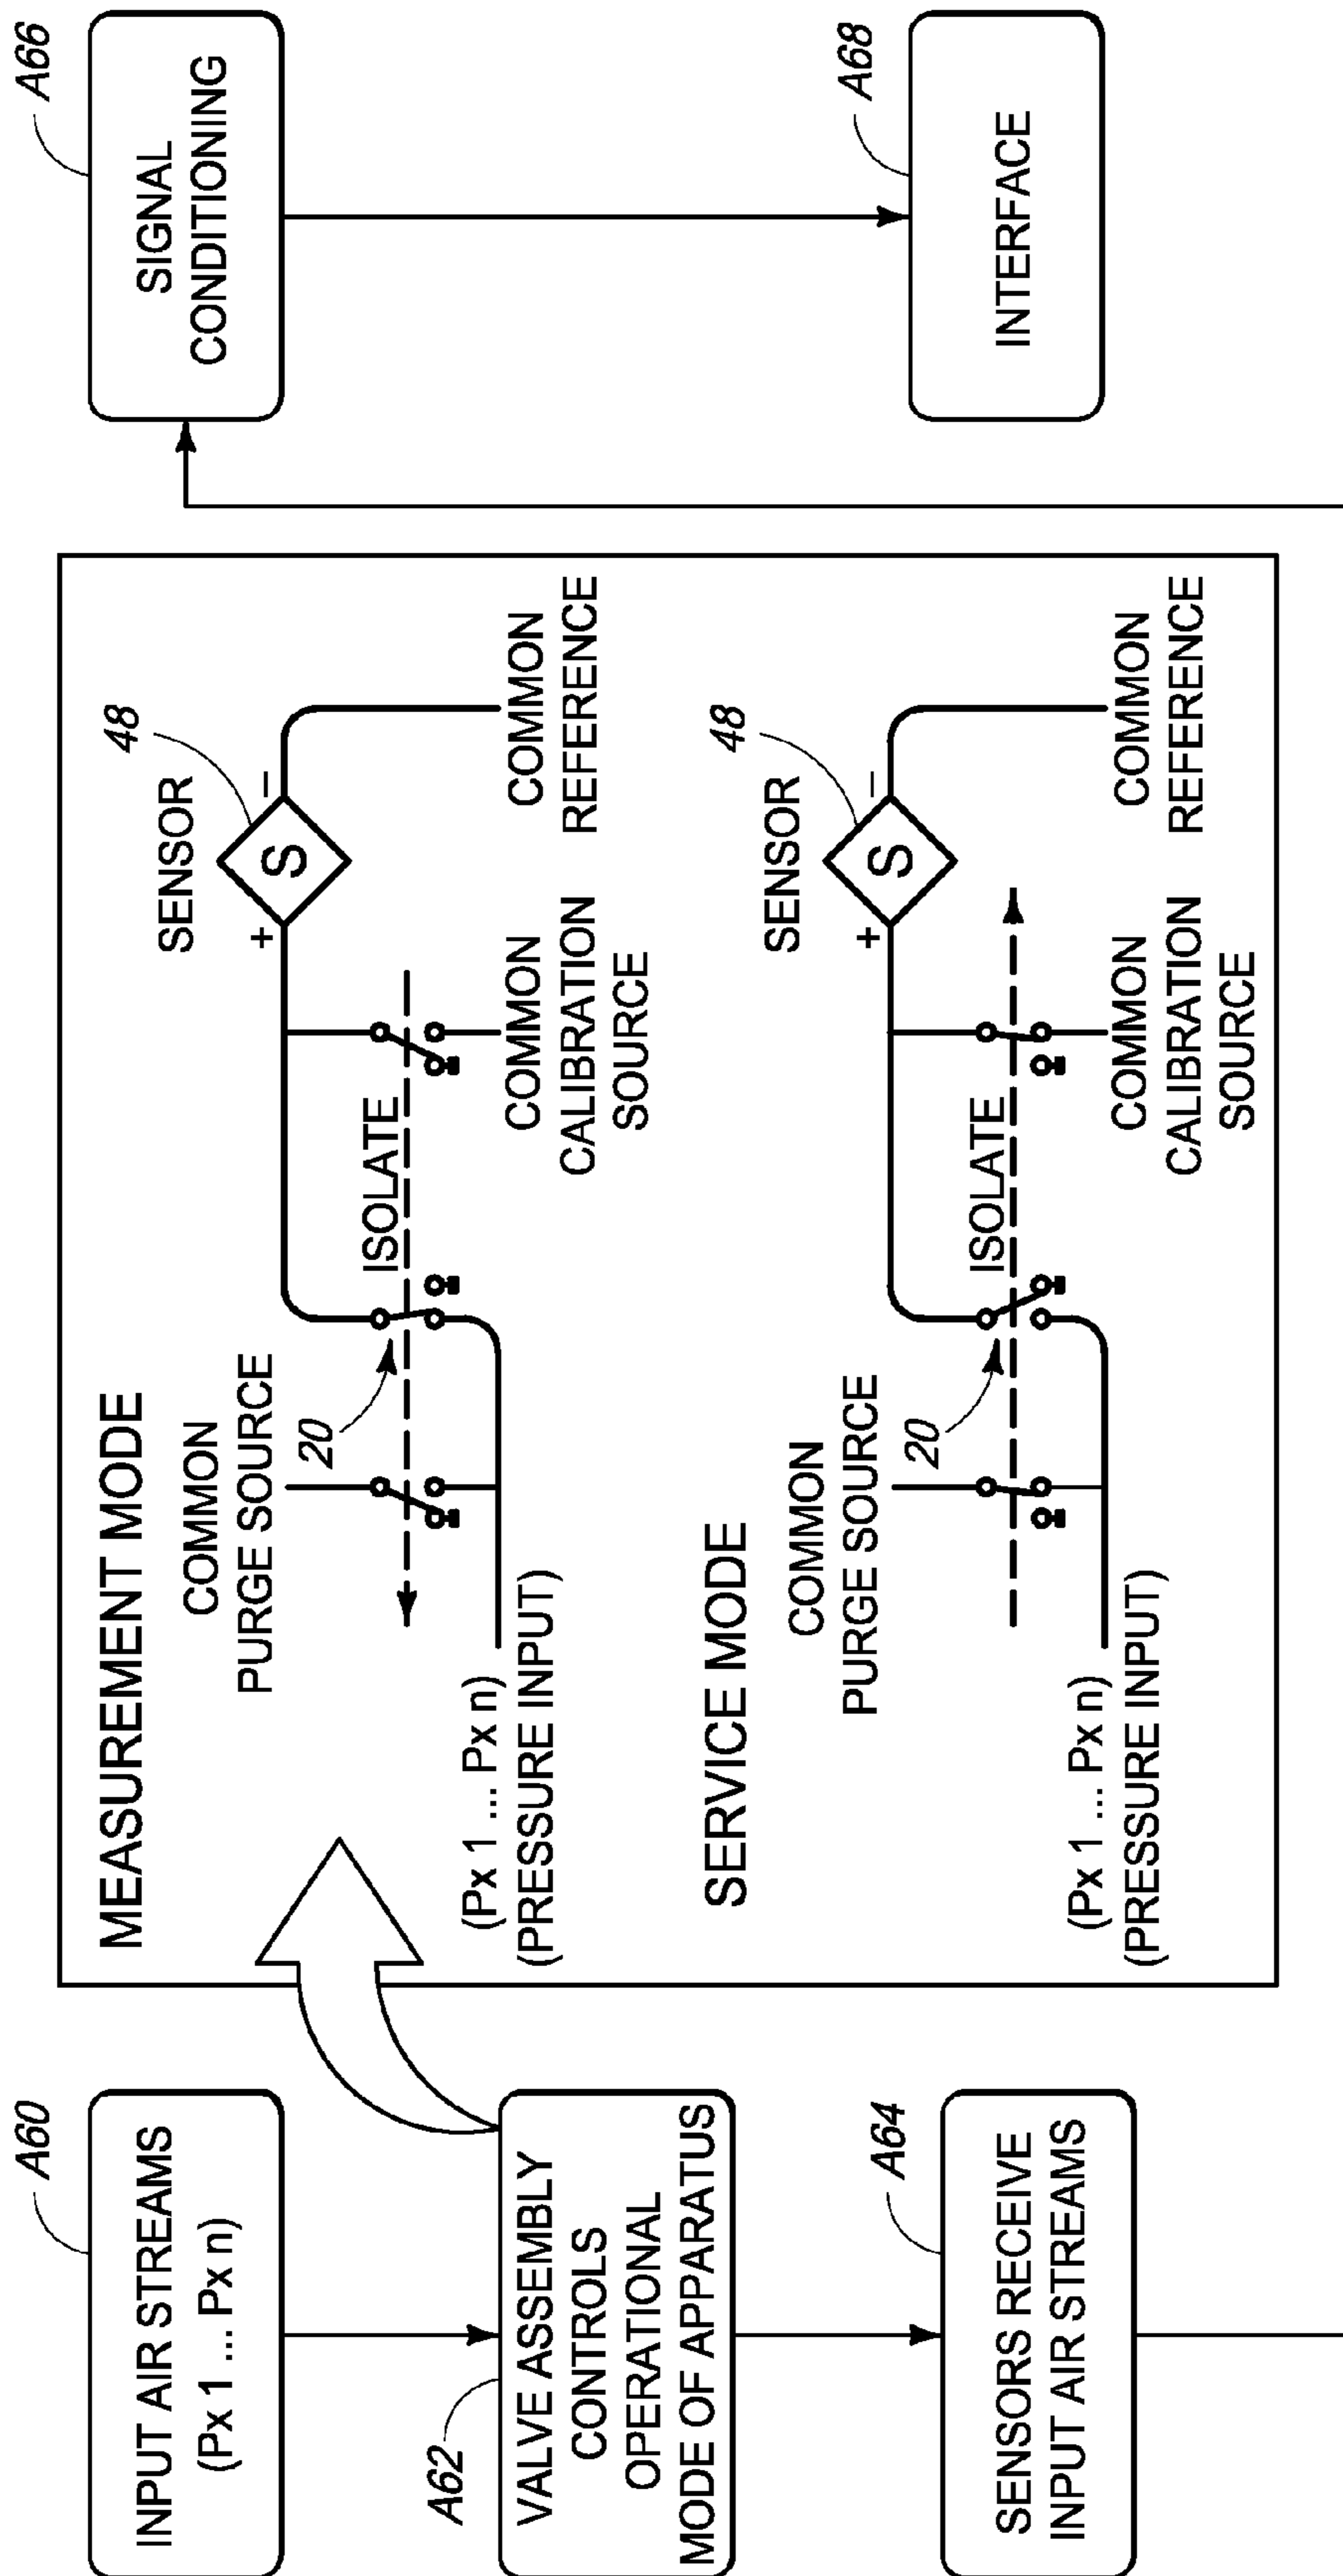 A60
INPUT AIR STREAMS
(Px 1 ... Px n)
A62
VALVE ASSEMBLY
CONTROLS
OPERATIONAL
MODE OF APPARATUS
A64
SENSORS RECEIVE
INPUT AIR STREAMS
MEASUREMENT MODE
COMMON
PURGE SOURCE
20
ISOLATE
SENSOR
48
+
S
–
(Px 1 ... Px n)
(PRESSURE INPUT)
COMMON
CALIBRATION
SOURCE
COMMON
REFERENCE
SERVICE MODE
COMMON
PURGE SOURCE
20
ISOLATE
SENSOR
48
+
S
–
(Px 1 ... Px n)
(PRESSURE INPUT)
COMMON
CALIBRATION
SOURCE
COMMON
REFERENCE
A66
SIGNAL
CONDITIONING
A68
INTERFACE